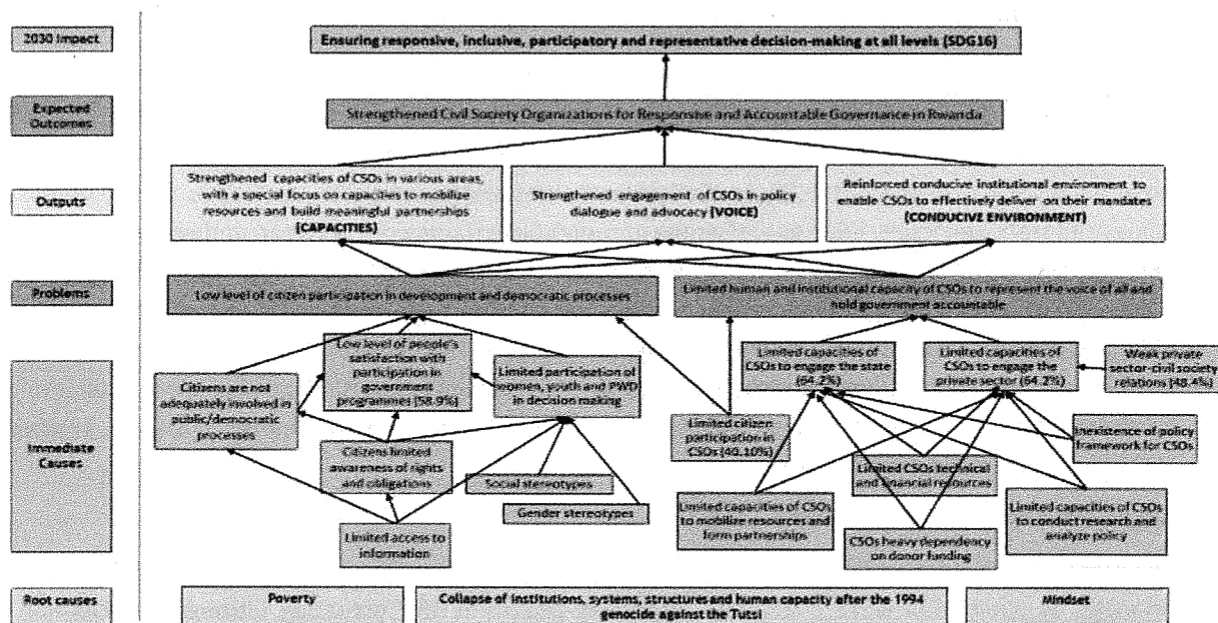 2030 Impact
Ensuring responsive, inclusive, participatory and representative decision-making at all levels (SDG16)
Expected
Outcomes
Strengthened Civil Society Organizations for Responsive and Accountable Governance in Rwanda
Outputs
Strengthened capacities of CSOs in various areas,
with a special focus on capacities to mobilize
resources and build meaningful partnerships
(CAPACITIES)
Strengthened engagement of CSOs in policy
dialogue and advocacy (VOICE)
Reinforced conducive institutional environment to
enable CSOs to effectively deliver on their mandates
(CONDUCIVE ENVIRONMENT)
Problems
Low level of citizen participation in development and democratic processes
Limited human and institutional capacity of CSOs to represent the voice of all and
hold government accountable
Immediate
Causes
Citizens are not
adequately involved in
public/democratic
processes
Low level of people's
satisfaction with
participation in
government
programmes (58.9%)
Limited participation of
women, youth and PWD
in decision making
Citizens limited
awareness of rights
and obligations
Social stereotypes
Gender stereotypes
Limited access to
information
Limited citizen
participation in
CSOs (40.10%)
Limited capacities of
CSOs to engage the state
(64.2%)
Limited capacities of
CSOs to engage the
private sector (64.2%)
Weak private
sector-civil society
relations (48.4%)
Inexistence of policy
framework for CSOs
Limited CSOs technical
and financial resources
Limited capacities of CSOs
to mobilize resources and
form partnerships
CSOs heavy dependency
on donor funding
Limited capacities of CSOs
to conduct research and
analyze policy
Root causes
Poverty
Collapse of institutions, systems, structures and human capacity after the 1994
genocide against the Tutsi
Mindset